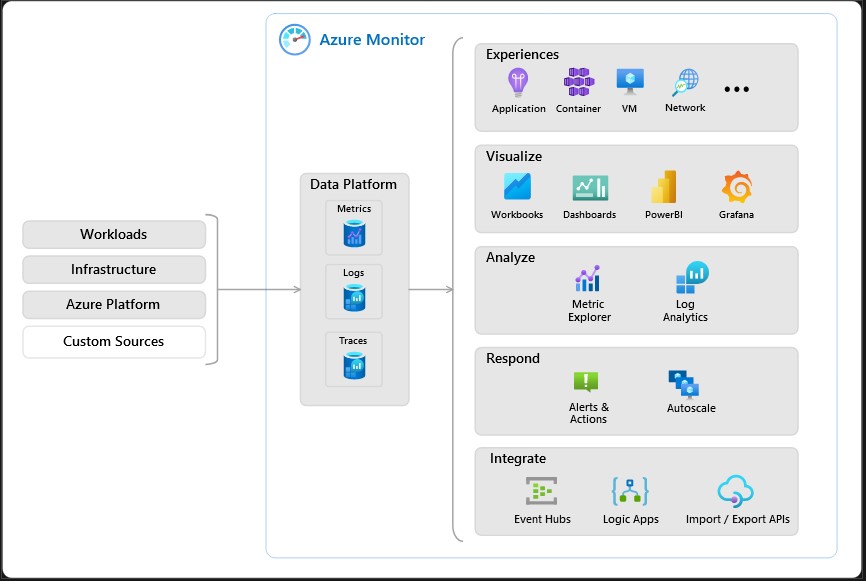 Azure Monitor
Workloads
Infrastructure
Azure Platform
Custom Sources
Data Platform
Metrics
Logs
Traces
Experiences
Application Container VM Network
Visualize
Workbooks Dashboards PowerBI Grafana
Analyze
Metric
Explorer
Log
Analytics
Respond
Alerts &
Actions
Autoscale
Integrate
Event Hubs Logic Apps Import / Export APIs